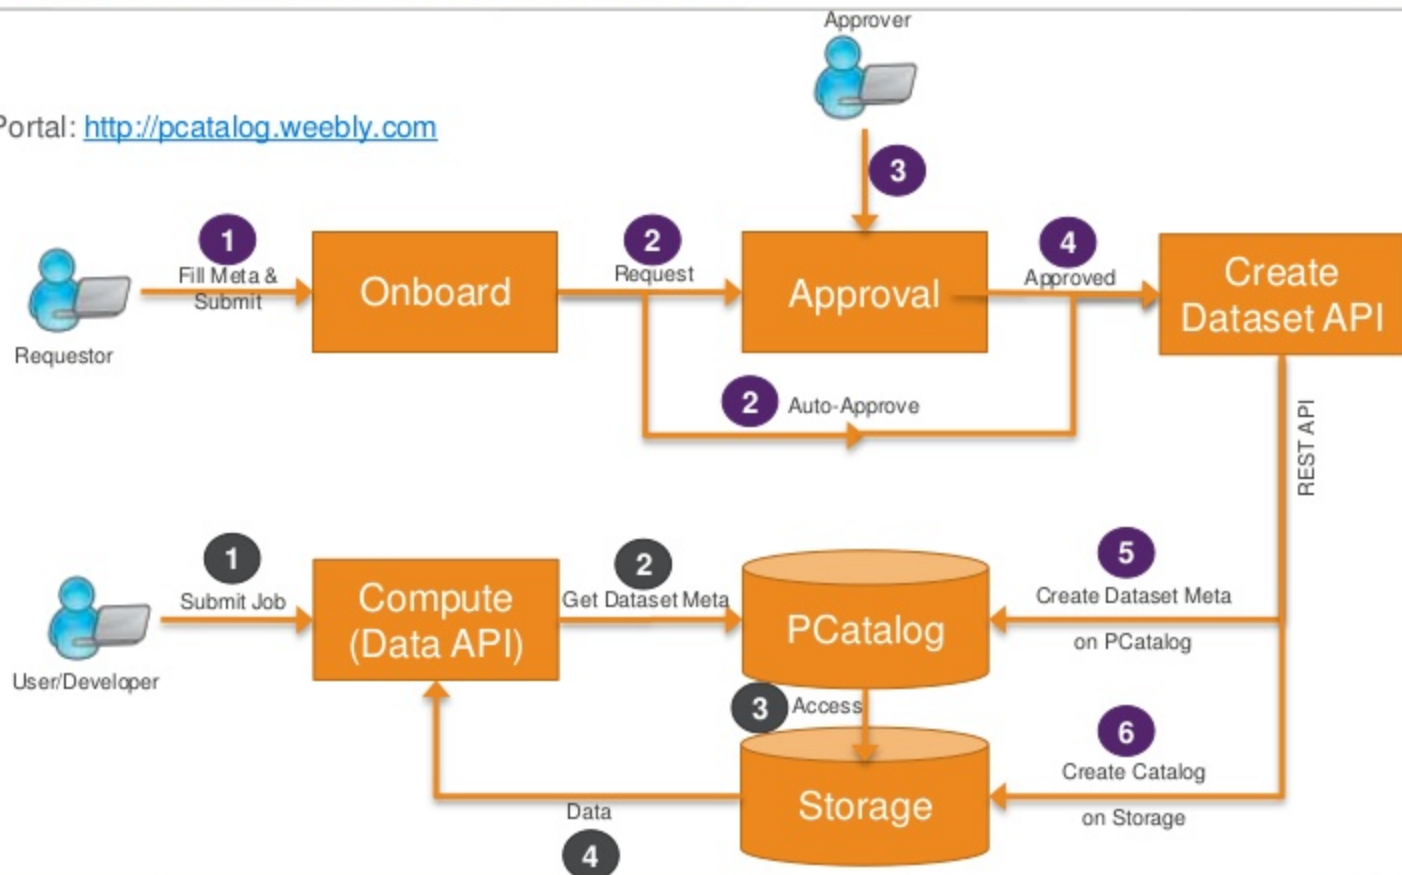 Approver
Portal: http://pcatalog.weebly.com
3
1
Fill Meta &
Submit
Requestor
Onboard
2
Request
Approval
4
Approved
Create
Dataset API
2
Auto-Approve
REST API
1
Submit Job
User/Developer
Compute
(Data API)
2
Get Dataset Meta
PCatalog
5
Create Dataset Meta
on PCatalog
3
Access
Storage
6
Create Catalog
on Storage
Data
4